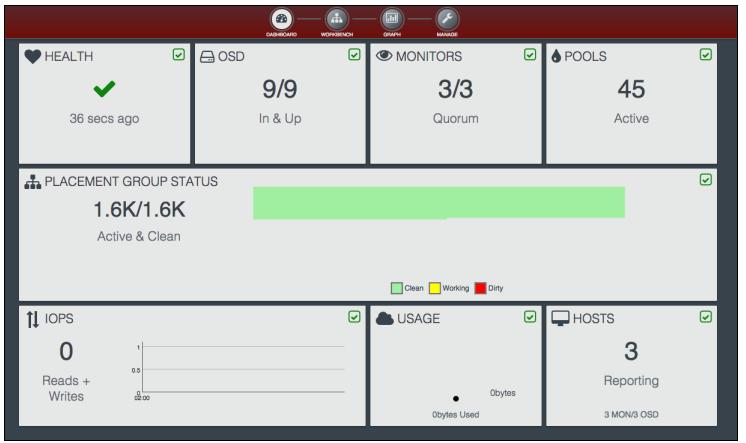 DASHBOARD WORKBENCH GRAPH MANAGE
HEALTH
36 secs ago
OSD
9/9
In & Up
MONITORS
3/3
Quorum
POOLS
45
Active
PLACEMENT GROUP STATUS
1.6K/1.6K
Active & Clean
Clean Working Dirty
IOPS
0
Reads +
Writes
1
0.5
0
02:00
USAGE
0bytes
0bytes Used
HOSTS
3
Reporting
3 MON/3 OSD